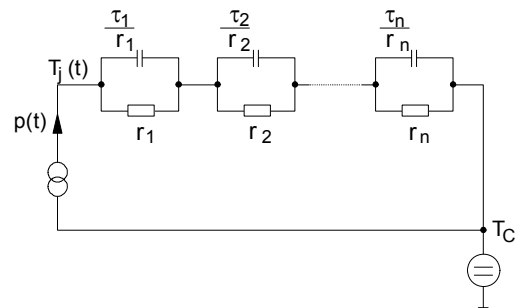 τ1/r1 τ2/r2 τn/rn
Tj(t)
r1 r2 rn
p(t)
TC